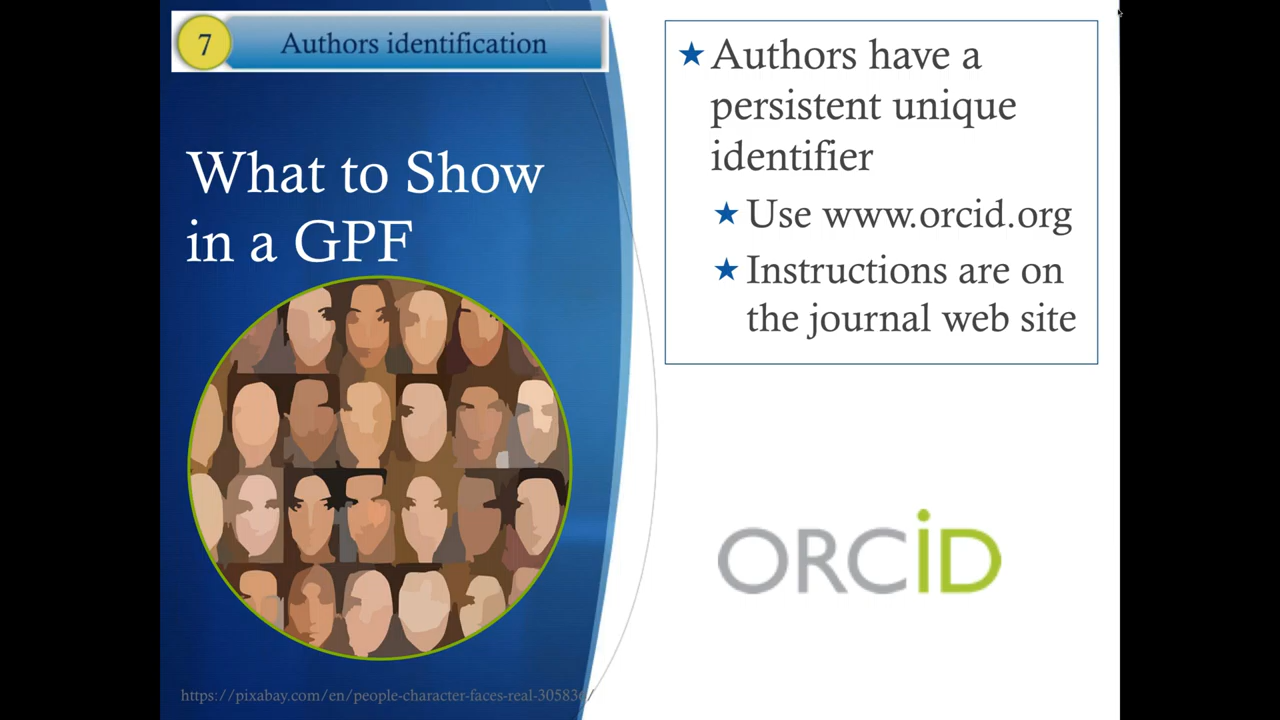 7
Authors identification
What to Show
in a GPF
https://pixabay.com/en/people-character-faces-real-305836/
★ Authors have a
persistent unique
identifier
★ Use www.orcid.org
★ Instructions are on
the journal web site
ORCiD